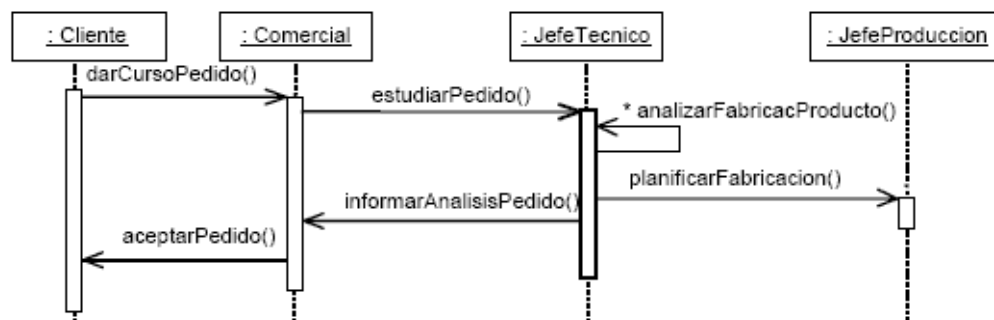 : Cliente
: Comercial
: JefeTecnico
: JefeProduccion
darCursoPedido()
estudiarPedido()
* analizarFabricacProducto()
planificarFabricacion()
informarAnalisisPedido()
aceptarPedido()